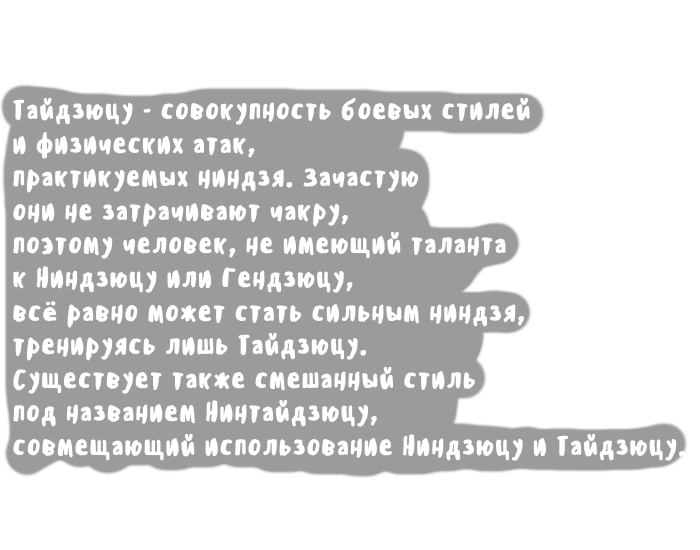 Тайдзюцу - совокупность боевых стилей
и физических атак,
практикуемых ниндзя. Зачастую
они не затрачивают чакру,
поэтому человек, не имеющий таланта
к Ниндзюцу или Гендзюцу,
всё равно может стать сильным ниндзя,
тренируясь лишь Тайдзюцу.
Существует также смешанный стиль
под названием Нинтайдзюцу,
совмещающий использование Ниндзюцу и Тайдзюцу.